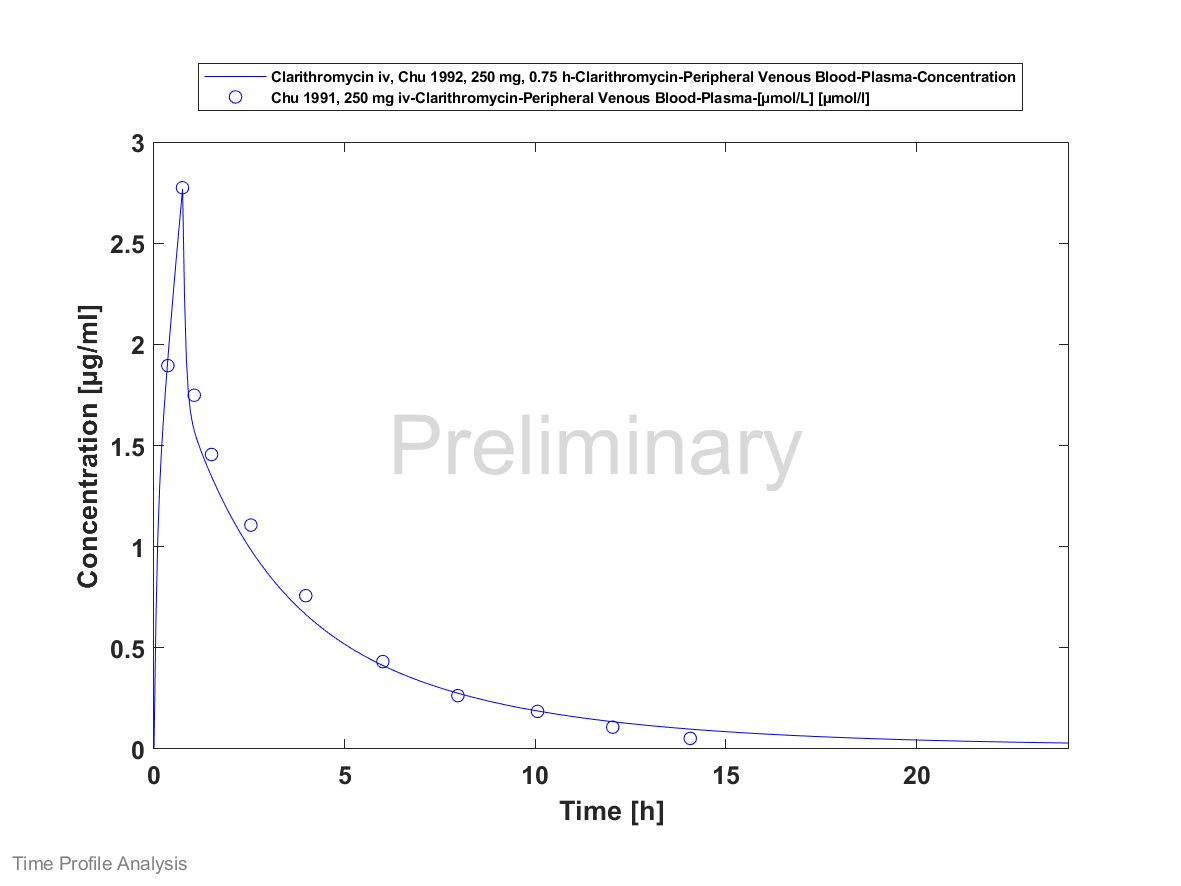 Clarithromycin iv, Chu 1992, 250 mg, 0.75 h-Clarithromycin-Peripheral Venous Blood-Plasma-Concentration
Chu 1991, 250 mg iv-Clarithromycin-Peripheral Venous Blood-Plasma-[µmol/L] [µmol/l]
3
2.5
2
1.5
1
0.5
0
Concentration [µg/ml]
Preliminary
0 5 10 15 20
Time [h]
Time Profile Analysis